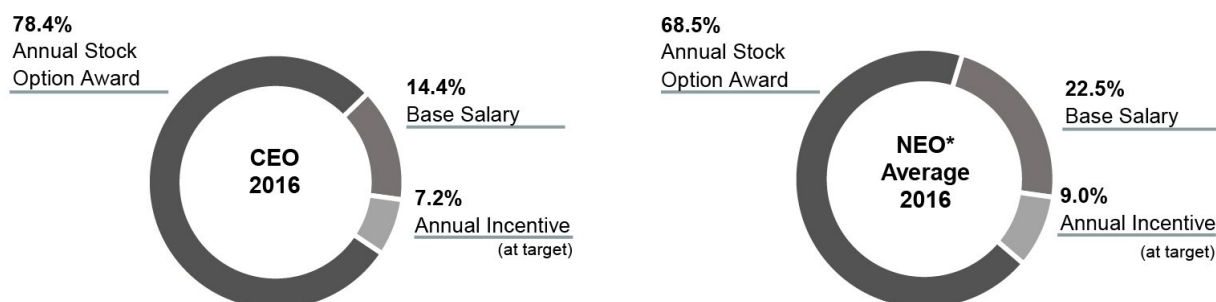 78.4%
Annual Stock
Option Award
14.4%
Base Salary
CEO
2016
7.2%
Annual Incentive
(at target)
68.5%
Annual Stock
Option Award
22.5%
Base Salary
NEO*
Average
2016
9.0%
Annual Incentive
(at target)